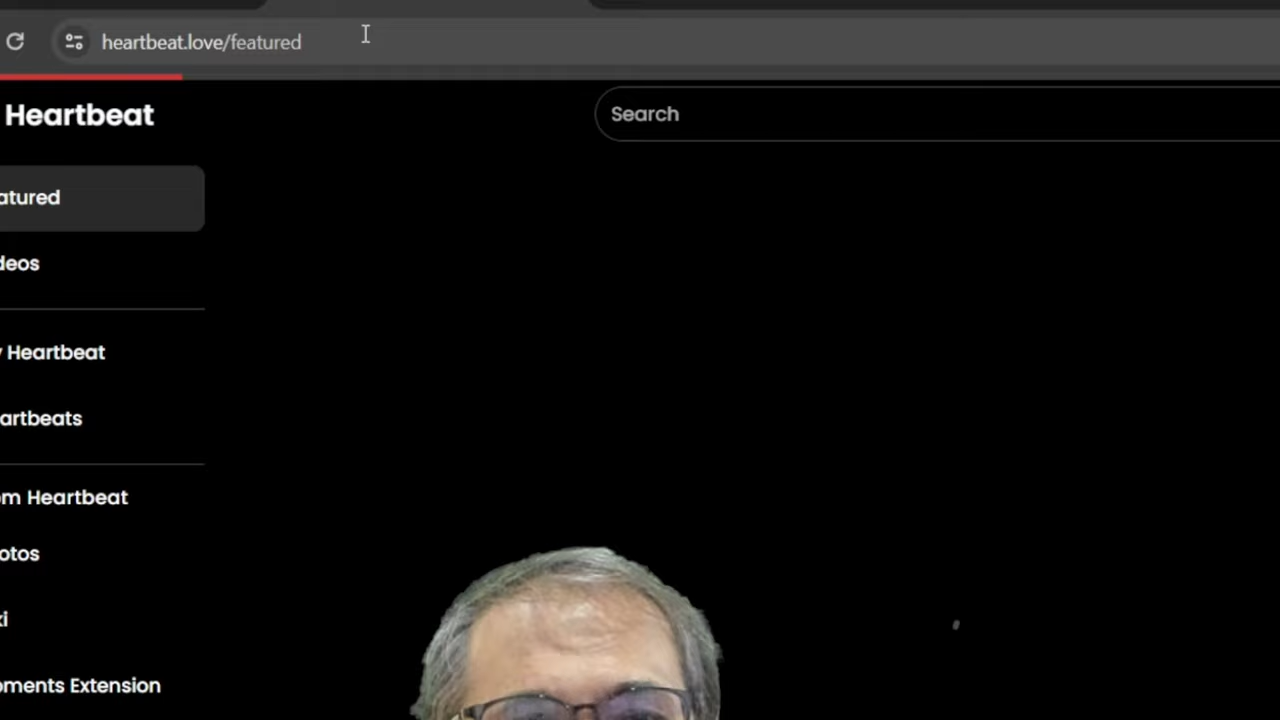 heartbeat.love/featured
Heartbeat
Search
atured
deos
Heartbeat
artbeats
om Heartbeat
otos
ki
oments Extension